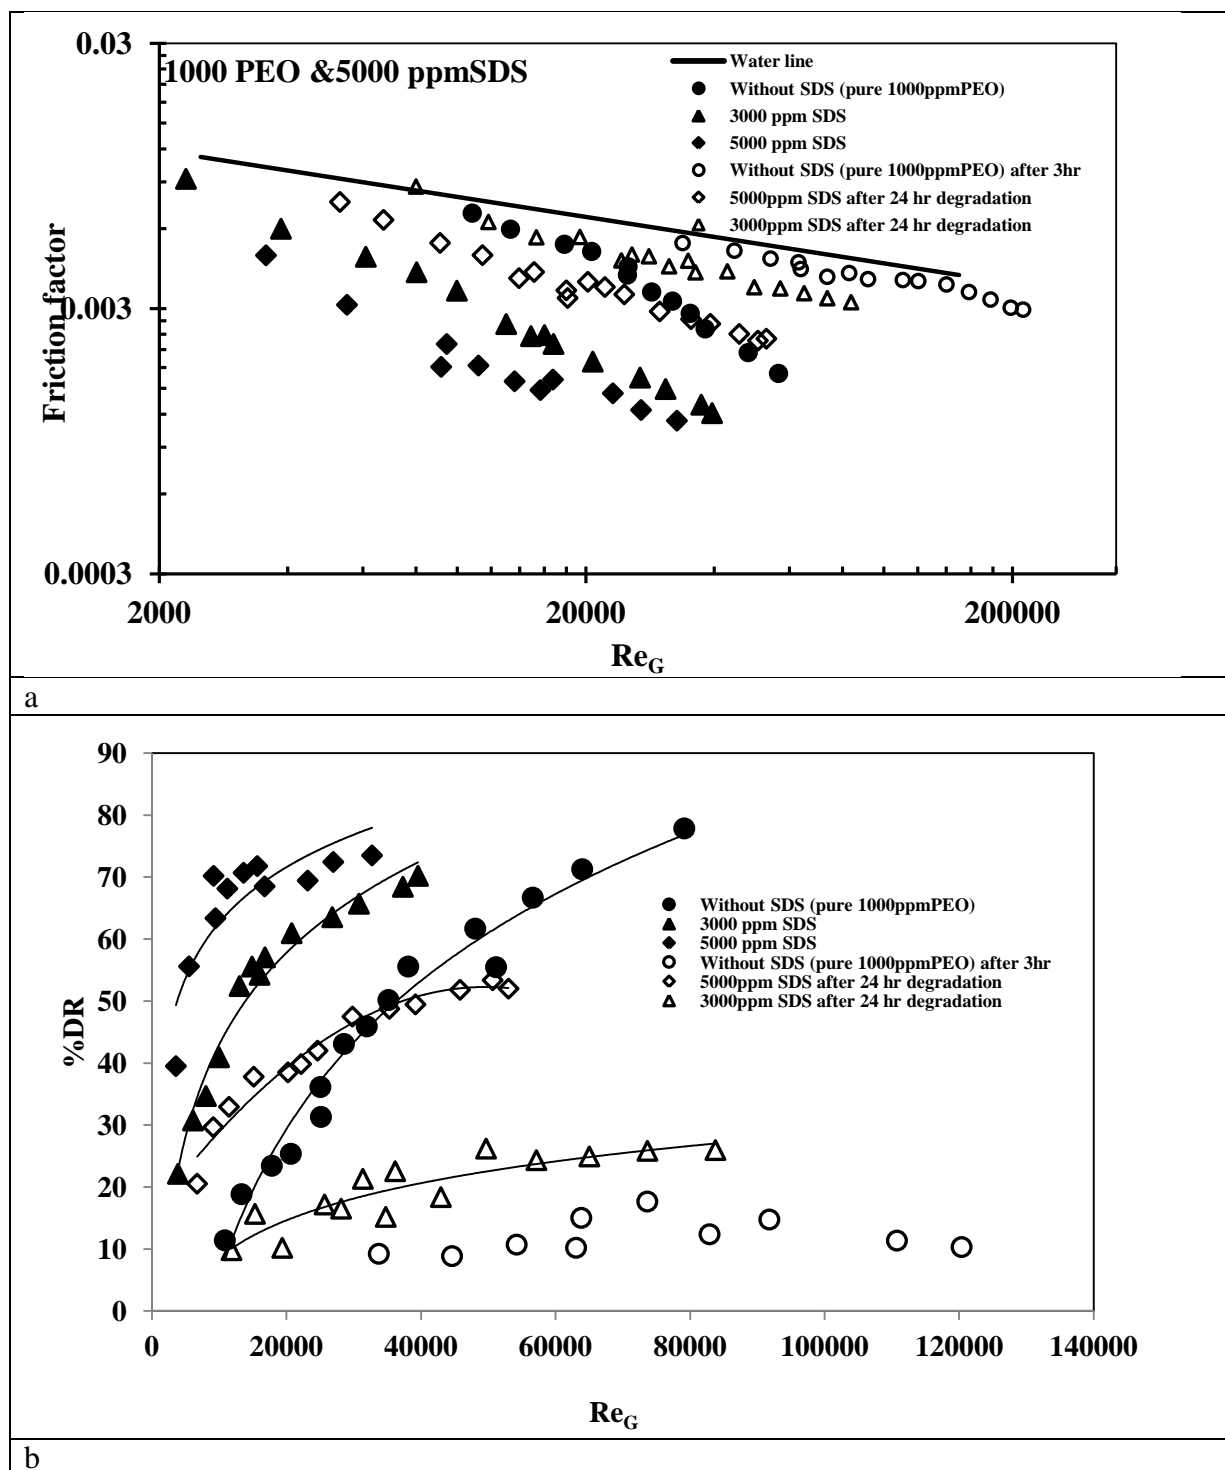 1000 PEO &5000 ppmSDS
0.03
0.003
0.0003
Friction factor
2000
20000
200000
Re_G
Water line
Without SDS (pure 1000ppmPEO)
3000 ppm SDS
5000 ppm SDS
Without SDS (pure 1000ppmPEO) after 3hr
5000ppm SDS after 24 hr degradation
3000ppm SDS after 24 hr degradation
a
90
80
70
60
50
40
30
20
10
0
%DR
0
20000
40000
60000
80000
100000
120000
140000
Re_G
Without SDS (pure 1000ppmPEO)
3000 ppm SDS
5000 ppm SDS
Without SDS (pure 1000ppmPEO) after 3hr
5000ppm SDS after 24 hr degradation
3000ppm SDS after 24 hr degradation
b